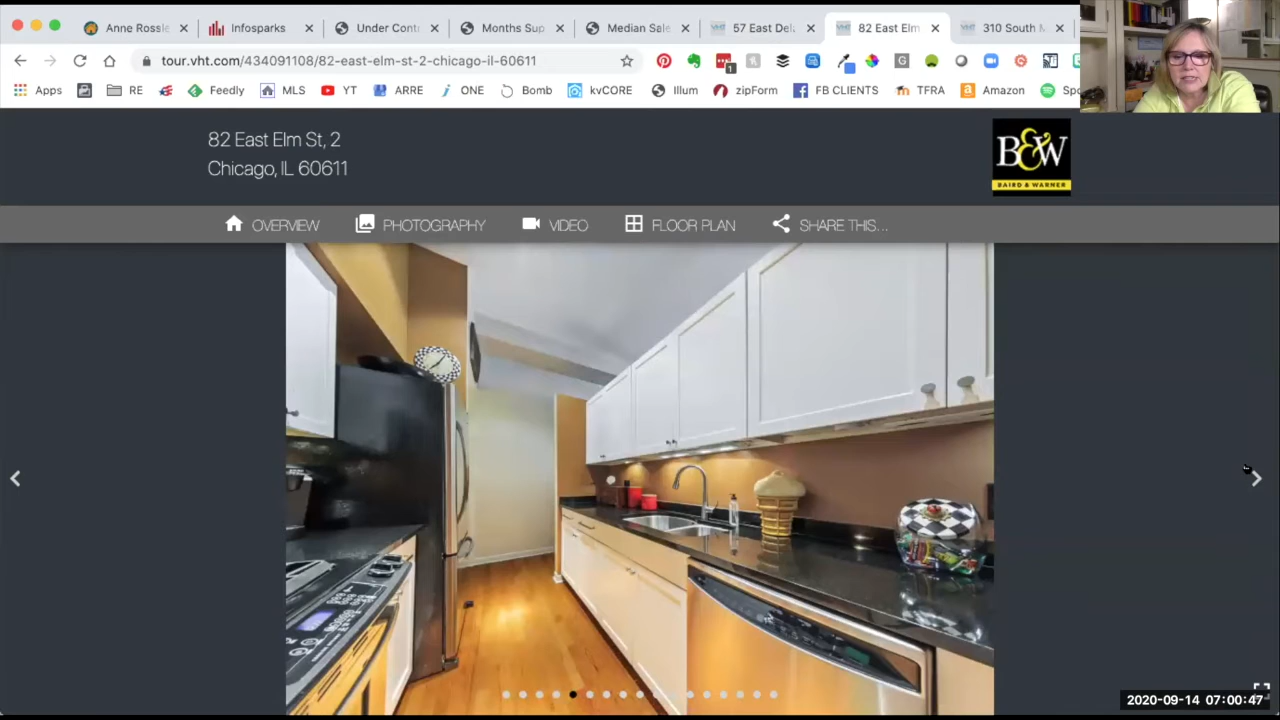 Anne Rossle
Infosparks
Under Cont
Months Sup
Median Sale
57 East Dela
82 East Elm
310 South M
tour.vht.com/434091108/82-east-elm-st-2-chicago-il-60611
Apps
RE
Feedly
MLS
YT
ARRE
ONE
Bomb
kvCORE
Illum
zipForm
FB CLIENTS
TFRA
Amazon
Spo
82 East Elm St, 2
Chicago, IL 60611
B&W
BAIRD & WARNER
OVERVIEW
PHOTOGRAPHY
VIDEO
FLOOR PLAN
SHARE THIS...
2020-09-14 07:00:47